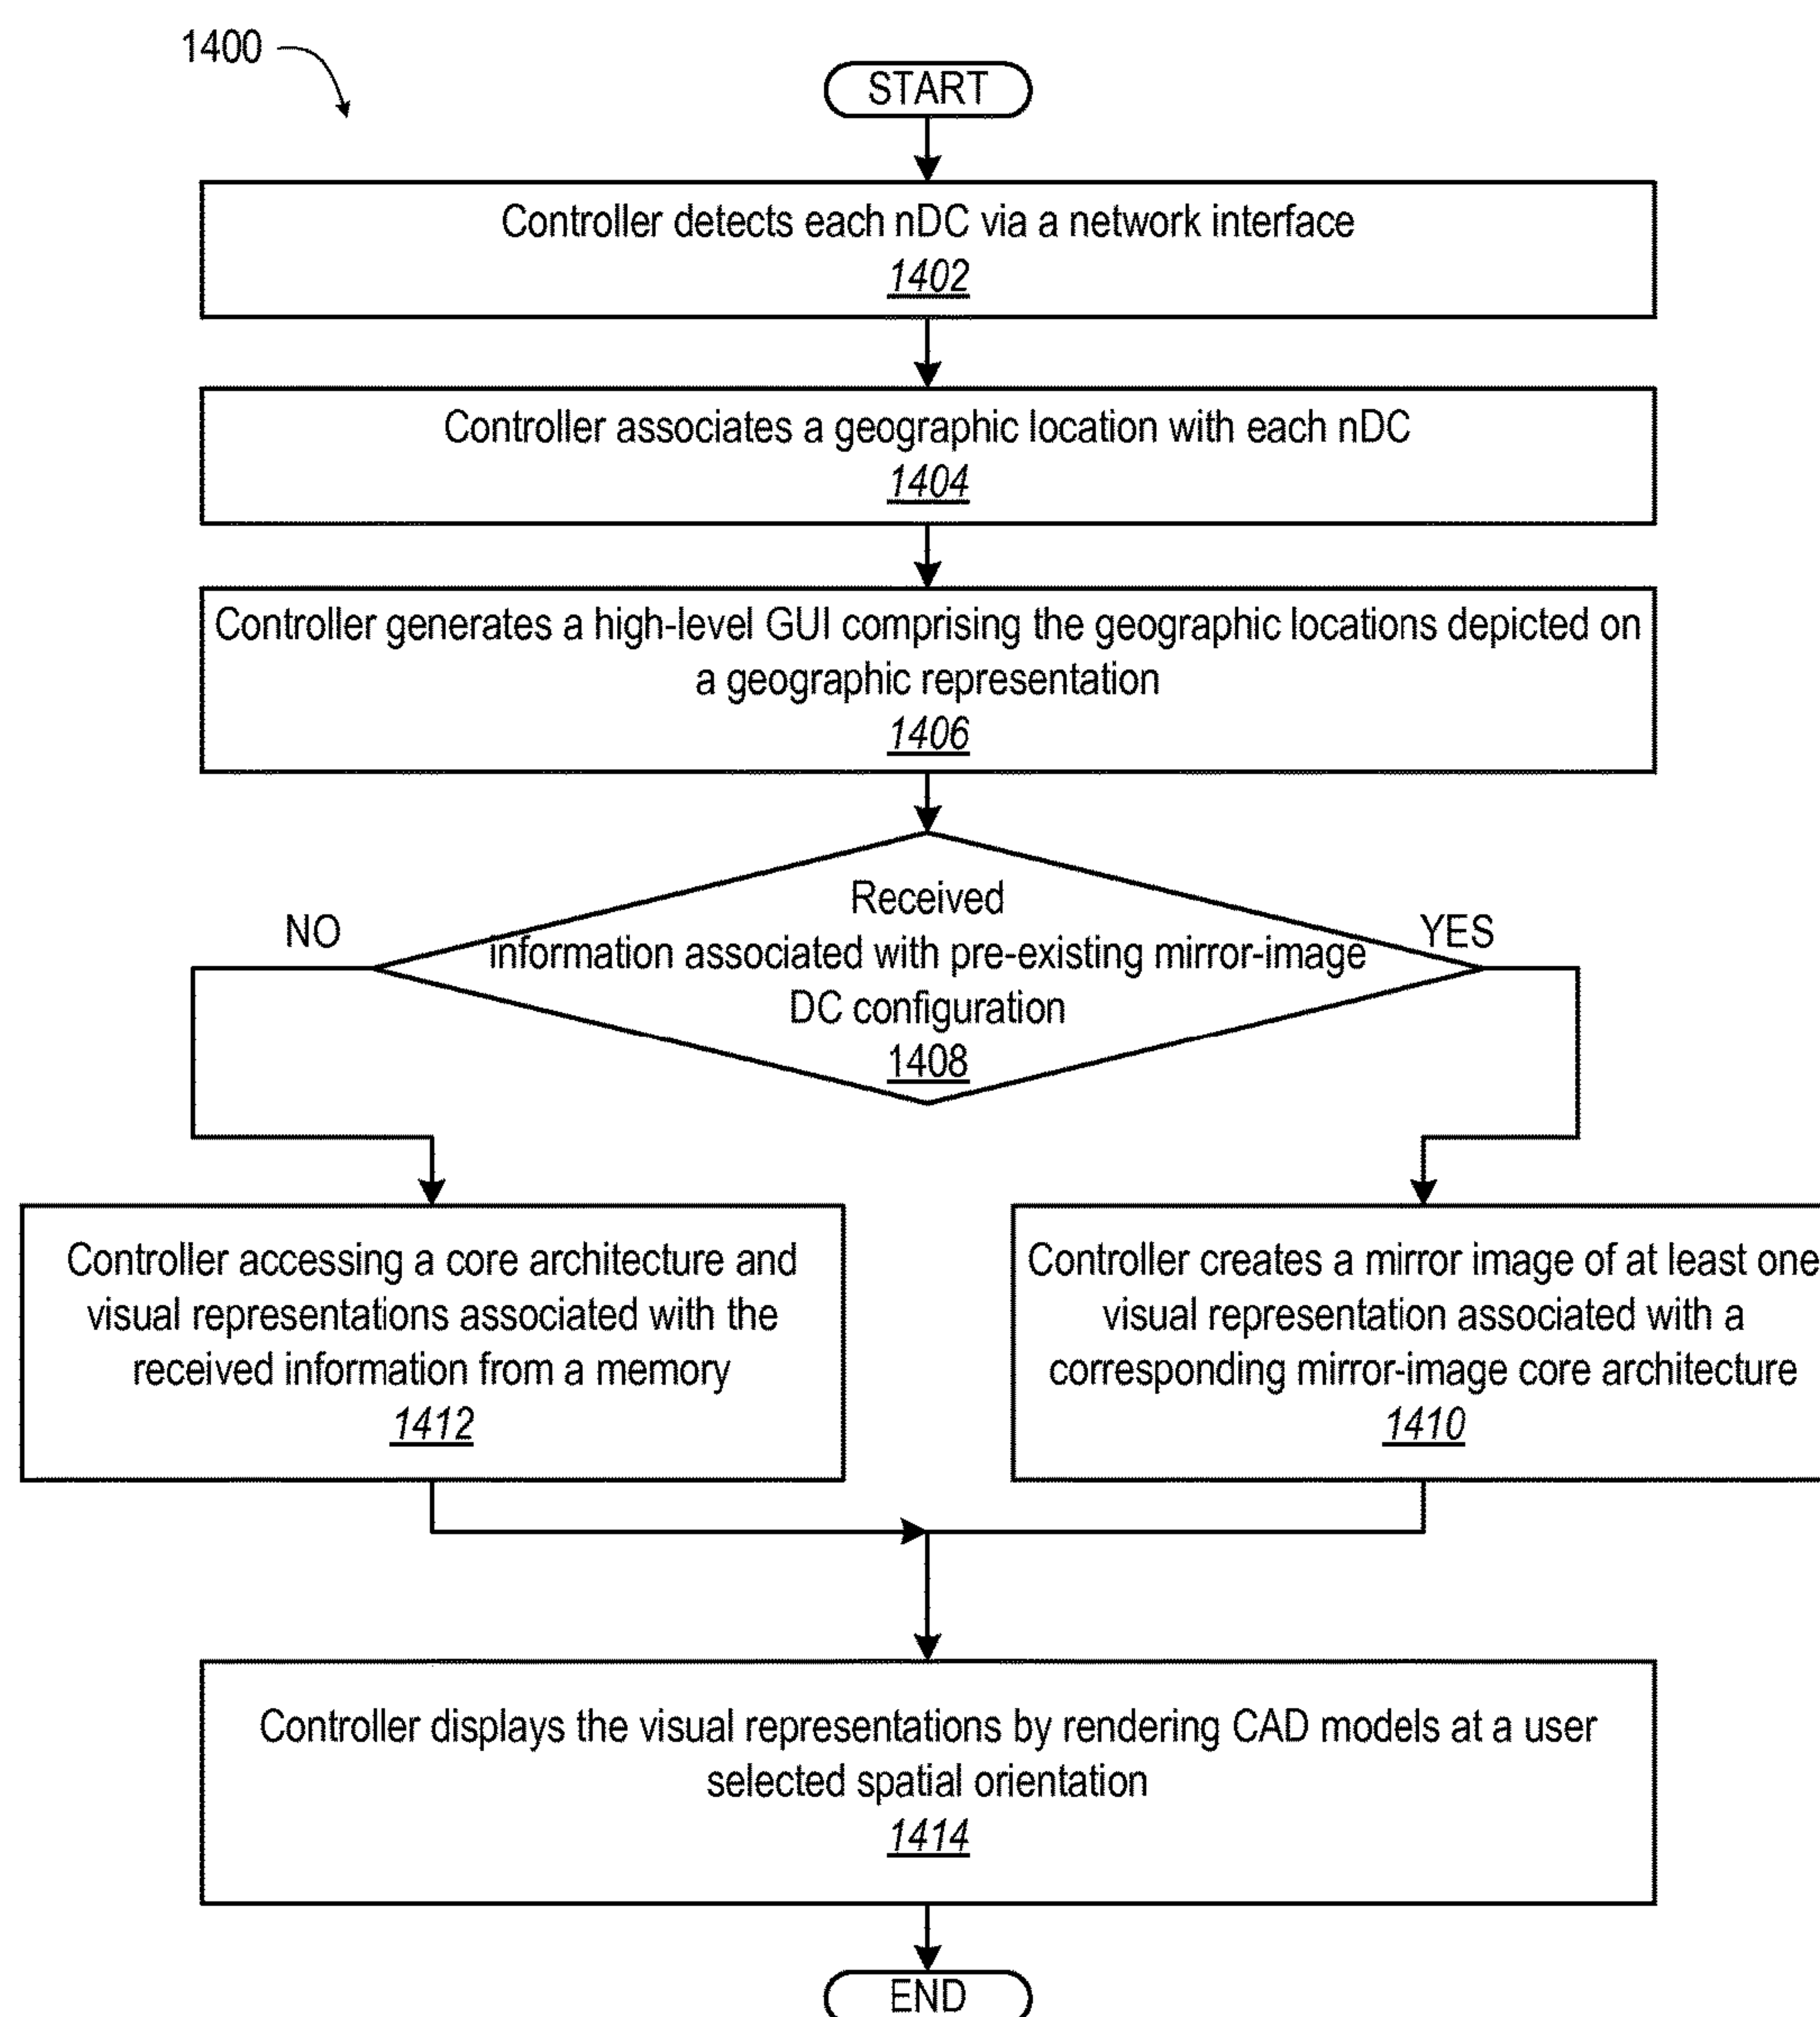 1400
START
Controller detects each nDC via a network interface
1402
Controller associates a geographic location with each nDC
1404
Controller generates a high-level GUI comprising the geographic locations depicted on
a geographic representation
1406
Received
information associated with pre-existing mirror-image
DC configuration
1408
NO
YES
Controller accessing a core architecture and
visual representations associated with the
received information from a memory
1412
Controller creates a mirror image of at least one
visual representation associated with a
corresponding mirror-image core architecture
1410
Controller displays the visual representations by rendering CAD models at a user
selected spatial orientation
1414
END